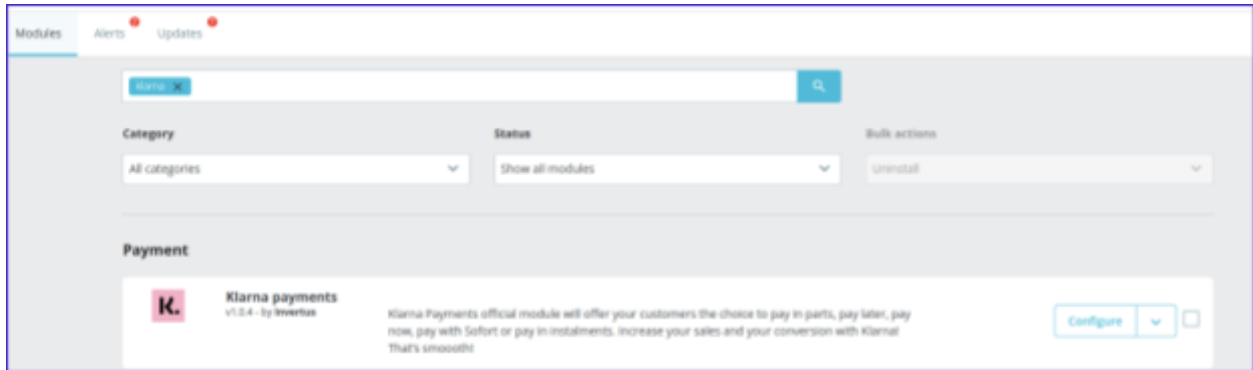 Modules Alerts Updates
Klarna
Category Status Bulk actions
All categories Show all modules Uninstall
Payment
K.
Klarna payments
v1.0.4 - by Invertus
Klarna Payments official module will offer your customers the choice to pay in parts, pay later, pay
now, pay with Sofort or pay in instalments. Increase your sales and your conversion with Klarna!
That's smoooth!
Configure